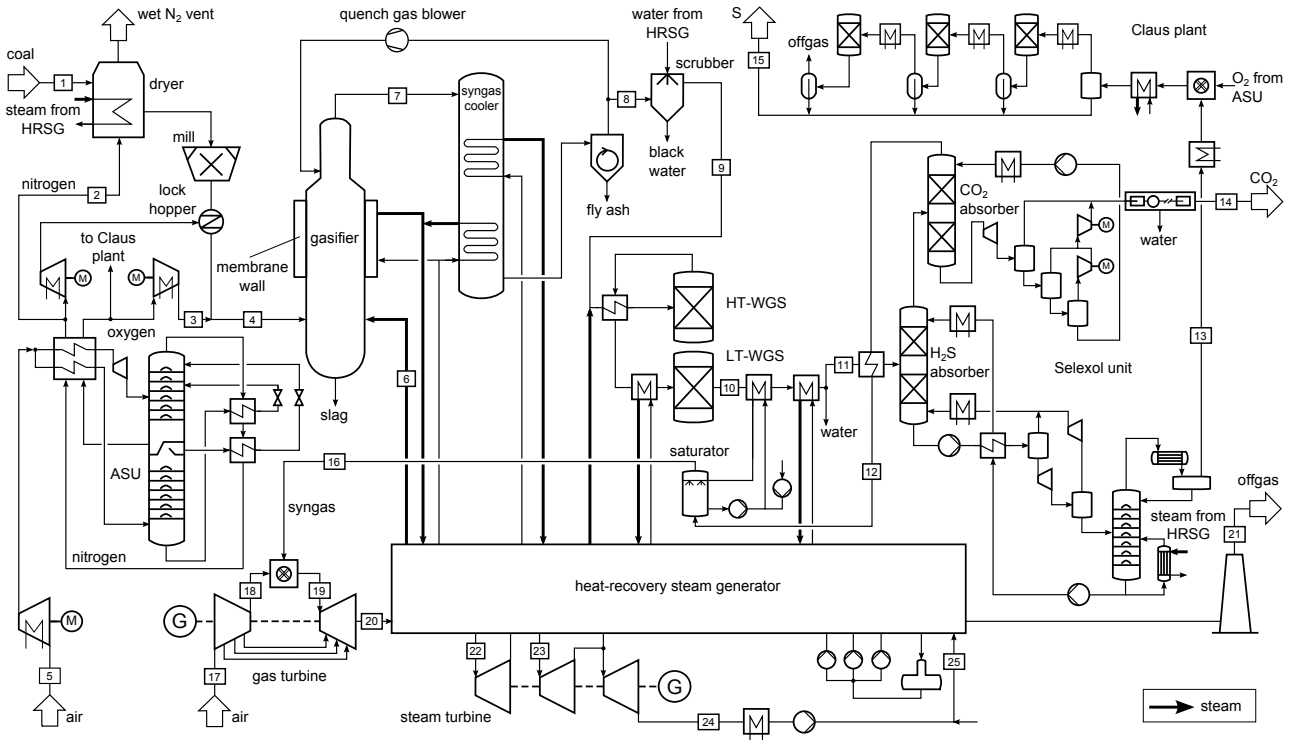 wet N₂ vent
quench gas blower
water from
HRSG
S
offgas
Claus plant
coal
1
dryer
steam from
HRSG
15
scrubber
O₂ from
ASU
7
syngas
cooler
8
mill
black
water
9
nitrogen
2
lock
hopper
fly ash
CO₂
absorber
CO₂
14
to Claus
plant
gasifier
M
water
membrane
wall
M
M
M
HT-WGS
oxygen
3
4
13
H₂S
absorber
LT-WGS
11
Selexol unit
6
10
slag
water
ASU
16
saturator
12
offgas
syngas
steam from
HRSG
21
nitrogen
heat-recovery steam generator
18
19
M
G
20
5
17
gas turbine
22
23
25
G
air
air
steam turbine
24
steam